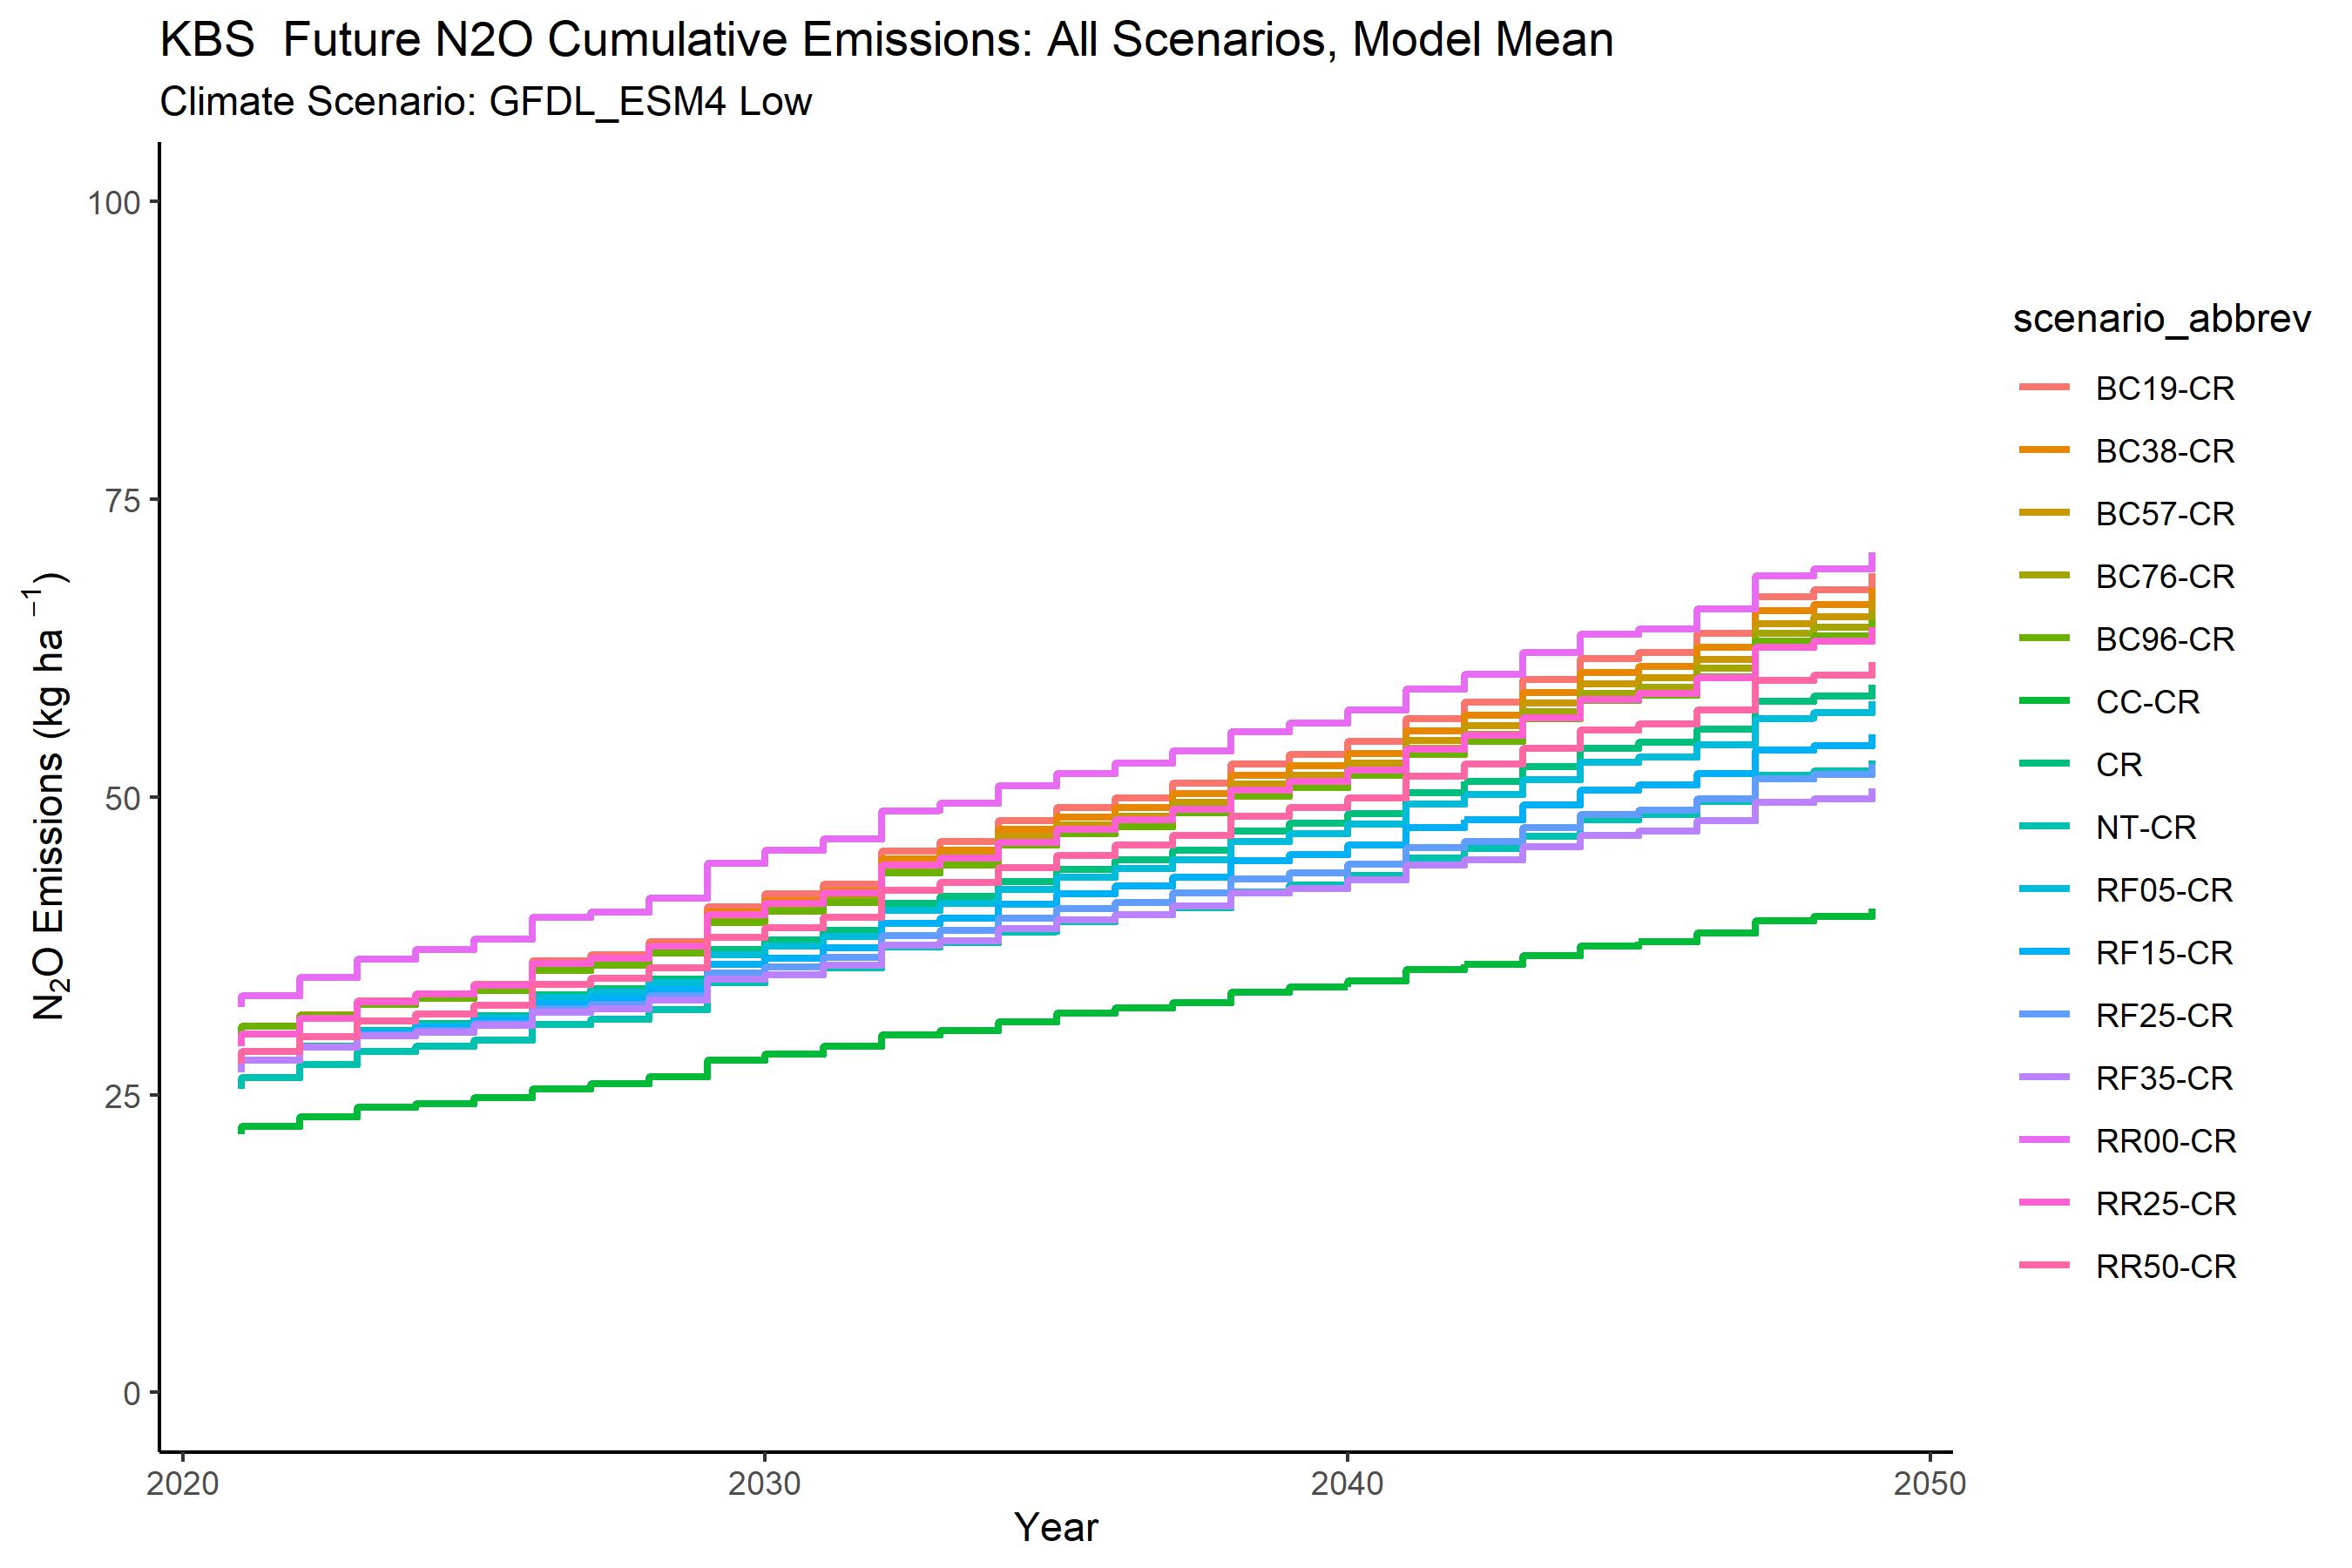 KBS  Future N2O Cumulative Emissions: All Scenarios, Model Mean
Climate Scenario: GFDL_ESM4 Low
N₂O Emissions (kg ha ⁻¹)
100
75
50
25
0
2020
2030
2040
2050
Year
scenario_abbrev
BC19-CR
BC38-CR
BC57-CR
BC76-CR
BC96-CR
CC-CR
CR
NT-CR
RF05-CR
RF15-CR
RF25-CR
RF35-CR
RR00-CR
RR25-CR
RR50-CR